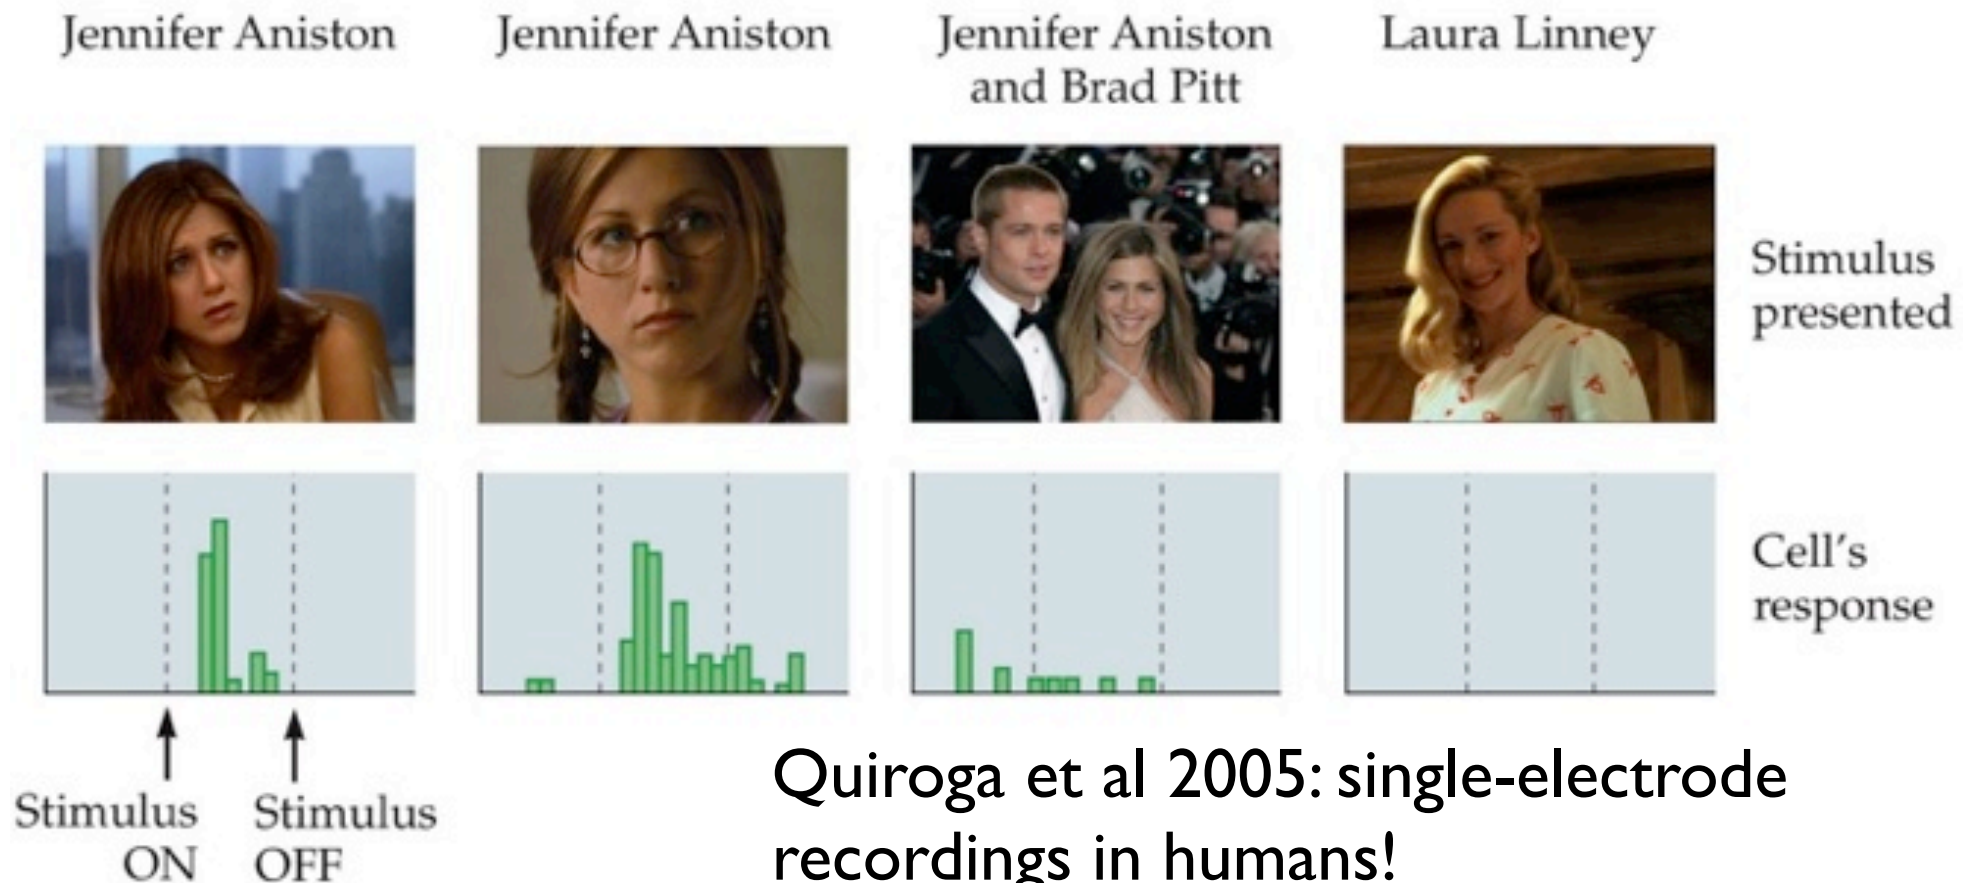 Jennifer Aniston
Jennifer Aniston
Jennifer Aniston
and Brad Pitt
Laura Linney
Stimulus
presented
Cell's
response
Stimulus
ON
Stimulus
OFF
Quiroga et al 2005: single-electrode
recordings in humans!